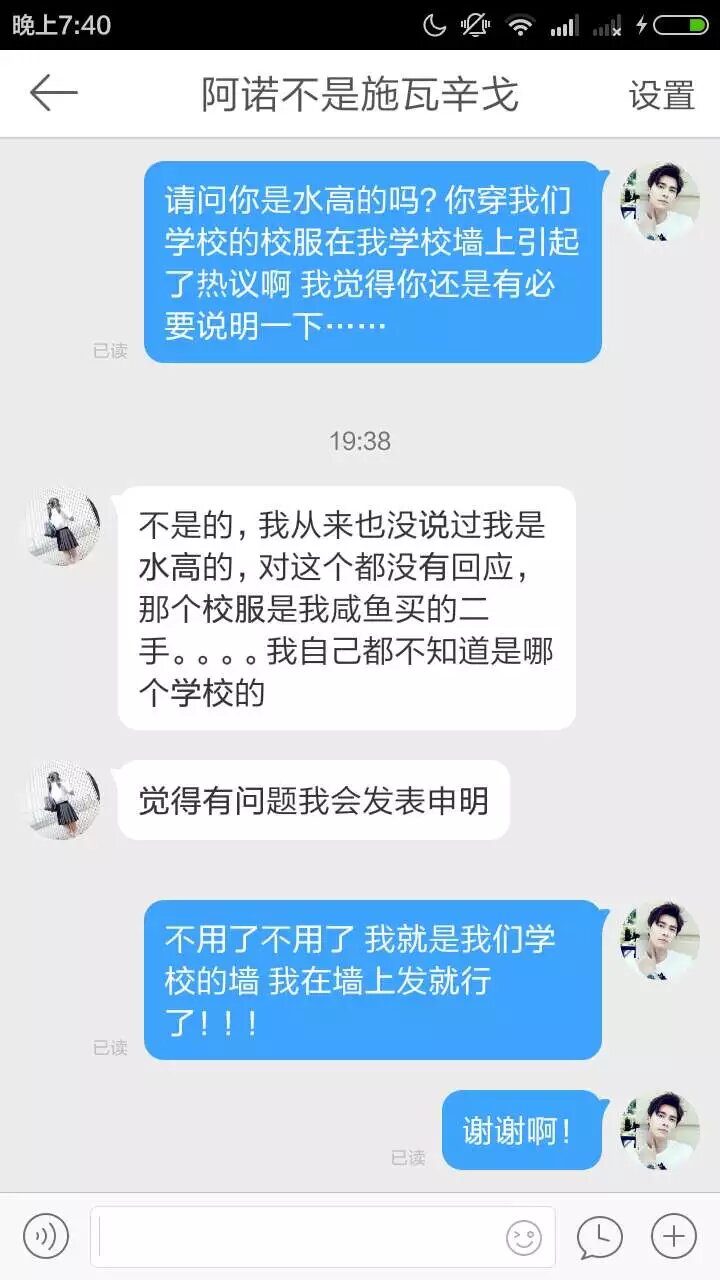 晚上7:40
阿诺不是施瓦辛戈
设置
请问你是水高的吗? 你穿我们
学校的校服在我学校墙上引起
了热议啊 我觉得你还是有必
要说明一下……
已读
19:38
不是的, 我从来也没说过我是
水高的, 对这个都没有回应,
那个校服是我咸鱼买的二
手。。。。我自己都不知道是哪
个学校的
觉得有问题我会发表申明
不用了不用了 我就是我们学
校的墙 我在墙上发就行
了! ! !
已读
谢谢啊!
已读